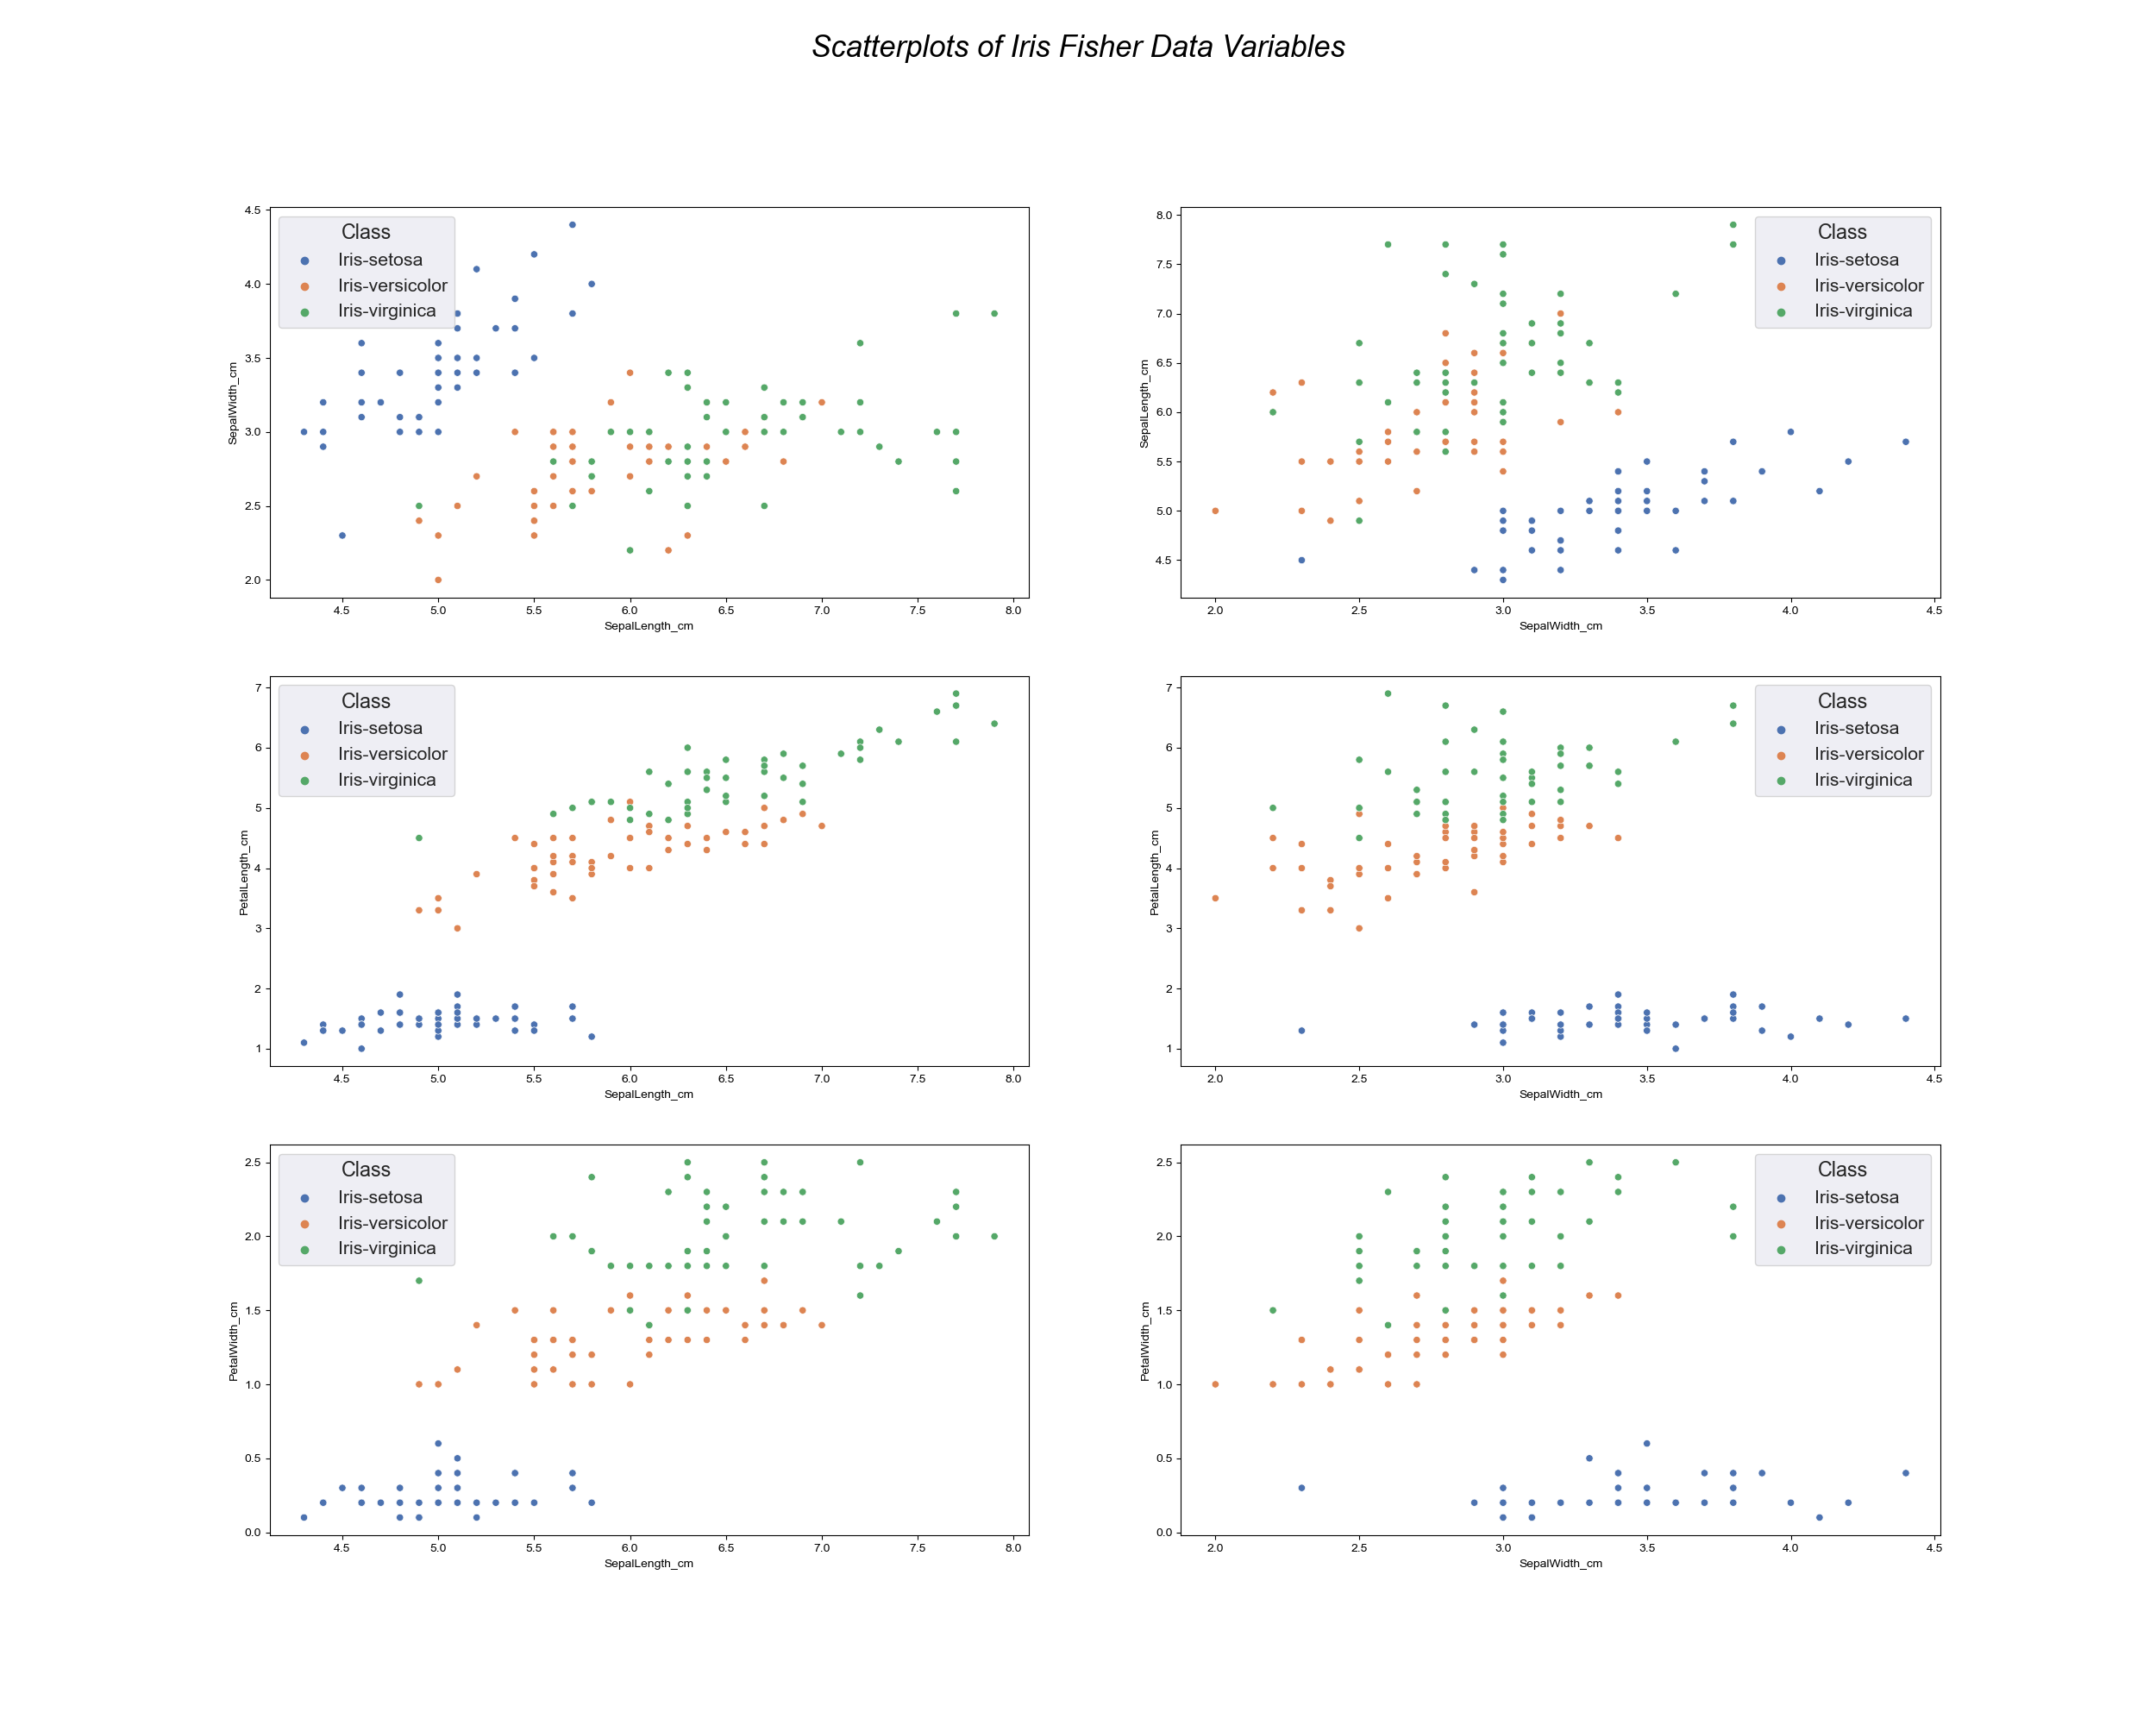 Scatterplots of Iris Fisher Data Variables
4.5
4.0
3.5
3.0
2.5
2.0
SepalWidth_cm
Class
Iris-setosa
Iris-versicolor
Iris-virginica
4.5 5.0 5.5 6.0 6.5 7.0 7.5 8.0
SepalLength_cm
8.0
7.5
7.0
6.5
6.0
5.5
5.0
4.5
SepalLength_cm
Class
Iris-setosa
Iris-versicolor
Iris-virginica
2.0 2.5 3.0 3.5 4.0 4.5
SepalWidth_cm
7
6
5
4
3
2
1
PetalLength_cm
Class
Iris-setosa
Iris-versicolor
Iris-virginica
4.5 5.0 5.5 6.0 6.5 7.0 7.5 8.0
SepalLength_cm
7
6
5
4
3
2
1
PetalLength_cm
Class
Iris-setosa
Iris-versicolor
Iris-virginica
2.0 2.5 3.0 3.5 4.0 4.5
SepalWidth_cm
2.5
2.0
1.5
1.0
0.5
0.0
PetalWidth_cm
Class
Iris-setosa
Iris-versicolor
Iris-virginica
4.5 5.0 5.5 6.0 6.5 7.0 7.5 8.0
SepalLength_cm
2.5
2.0
1.5
1.0
0.5
0.0
PetalWidth_cm
Class
Iris-setosa
Iris-versicolor
Iris-virginica
2.0 2.5 3.0 3.5 4.0 4.5
SepalWidth_cm